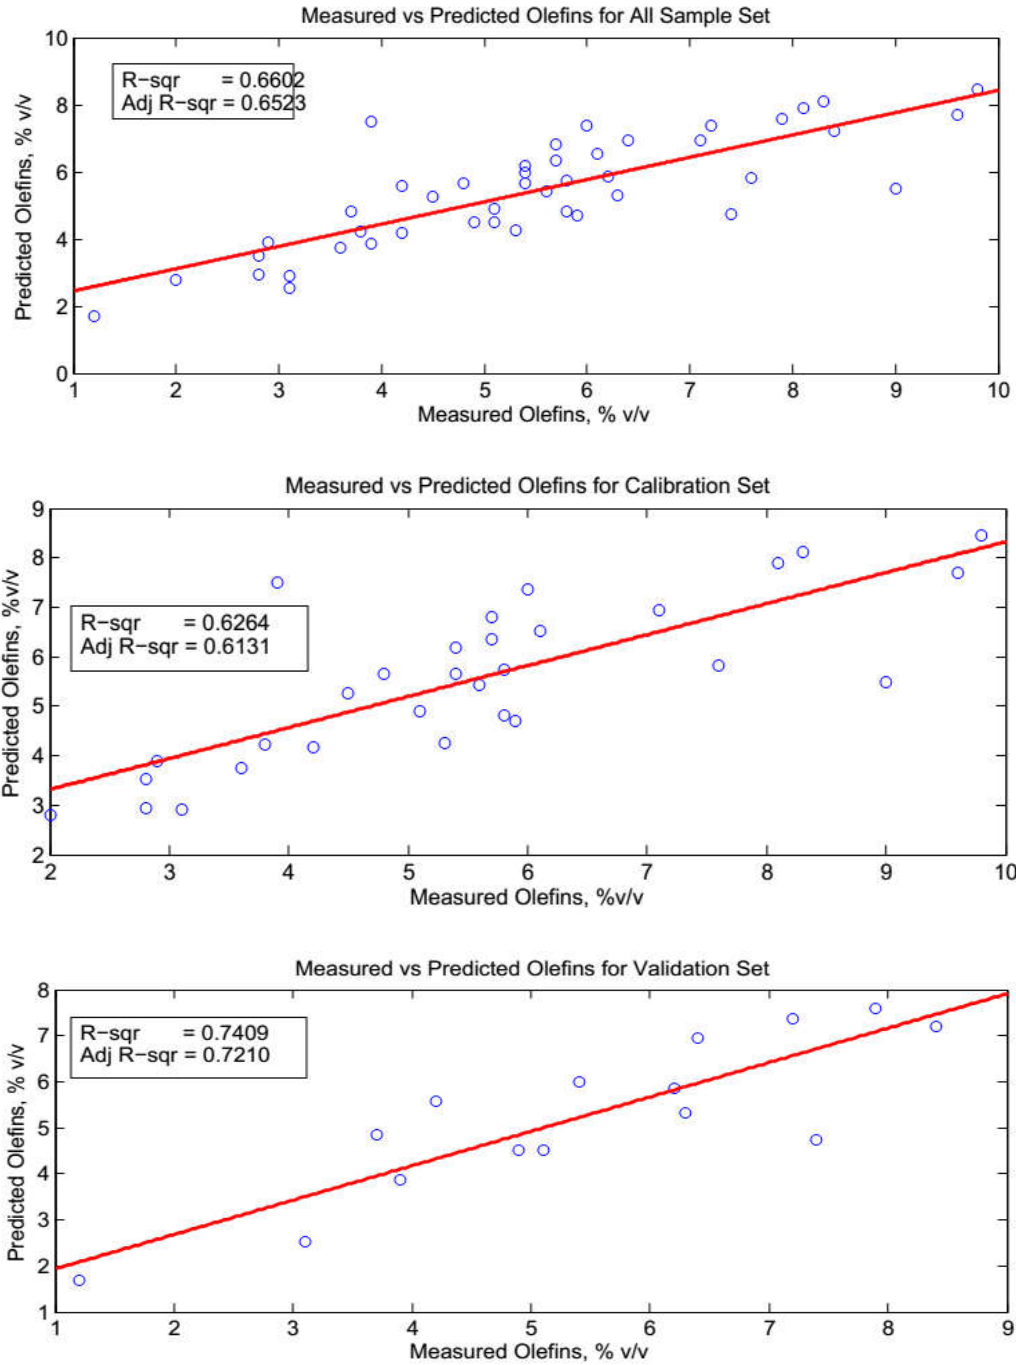 Measured vs Predicted Olefins for All Sample Set
10
8
6
4
2
0
Predicted Olefins, % v/v
R−sqr = 0.6602
Adj R−sqr = 0.6523
1 2 3 4 5 6 7 8 9 10
Measured Olefins, % v/v
Measured vs Predicted Olefins for Calibration Set
9
8
7
6
5
4
3
2
Predicted Olefins, %v/v
R−sqr = 0.6264
Adj R−sqr = 0.6131
2 3 4 5 6 7 8 9 10
Measured Olefins, %v/v
Measured vs Predicted Olefins for Validation Set
8
7
6
5
4
3
2
1
Predicted Olefins, % v/v
R−sqr = 0.7409
Adj R−sqr = 0.7210
1 2 3 4 5 6 7 8 9
Measured Olefins, % v/v